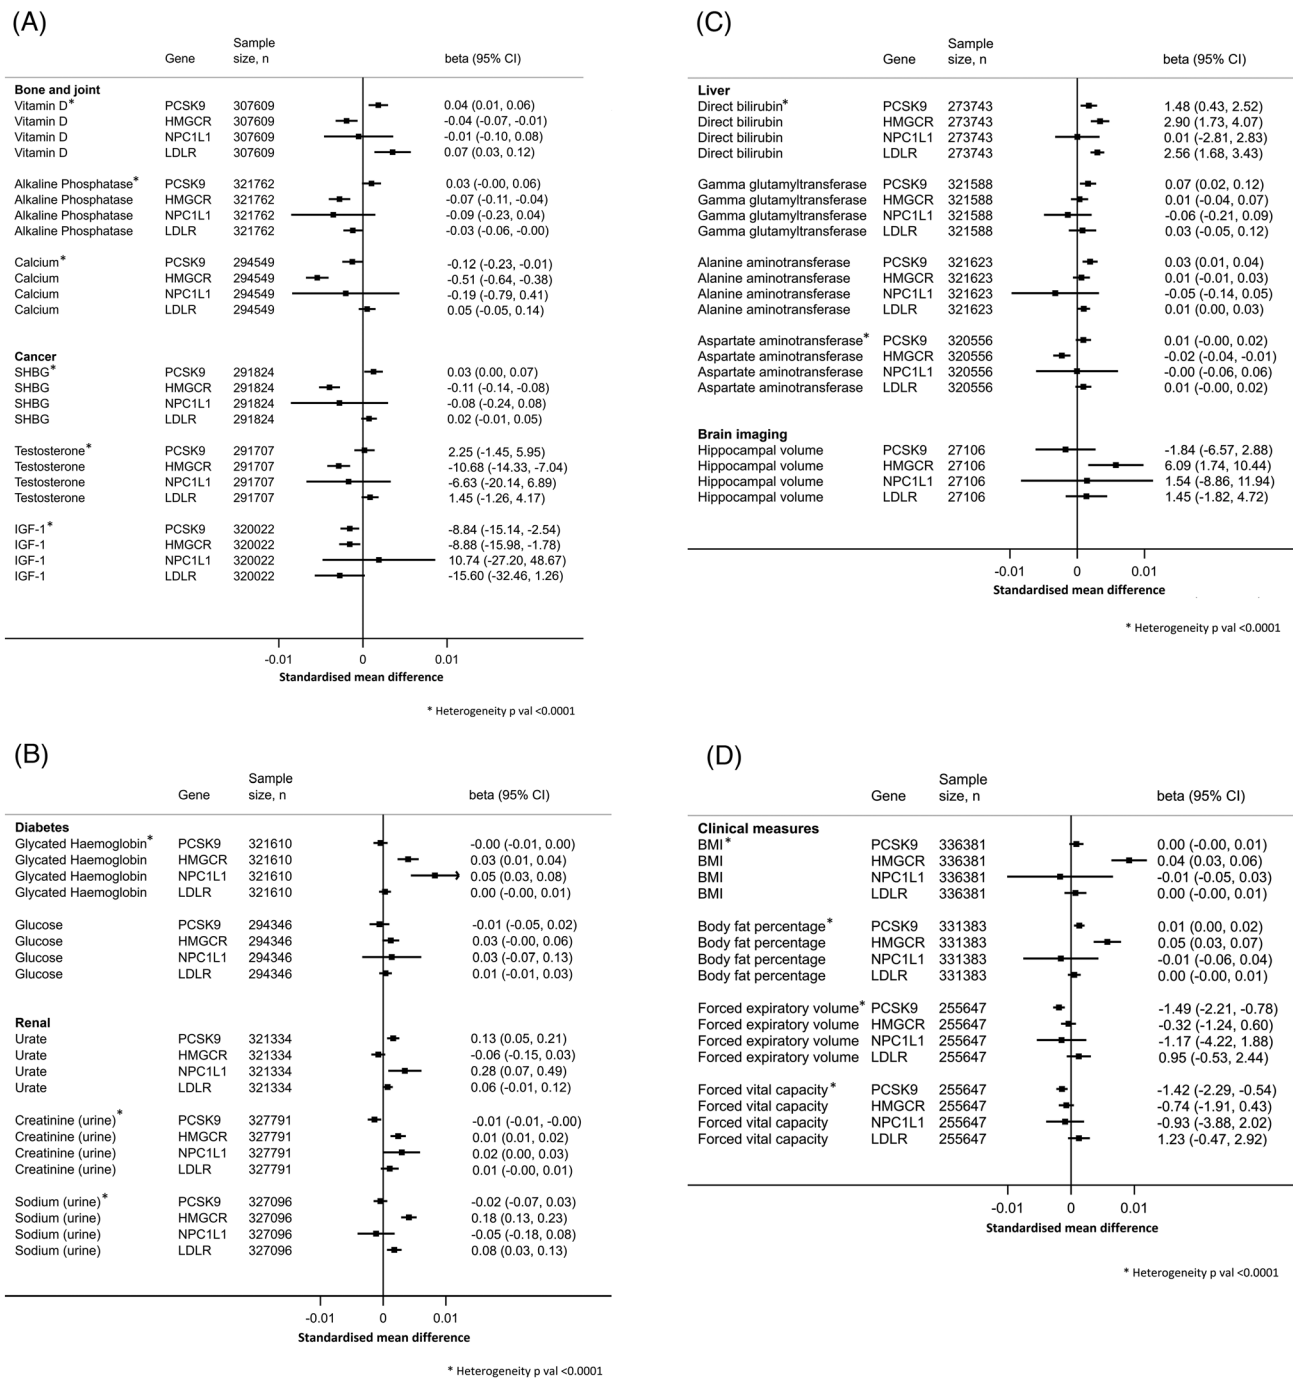 (A)
Gene Sample size, n beta (95% CI)
Bone and joint
Vitamin D* PCSK9 307609 0.04 (0.01, 0.06)
Vitamin D HMGCR 307609 -0.04 (-0.07, -0.01)
Vitamin D NPC1L1 307609 -0.01 (-0.10, 0.08)
Vitamin D LDLR 307609 0.07 (0.03, 0.12)
Alkaline Phosphatase* PCSK9 321762 0.03 (-0.00, 0.06)
Alkaline Phosphatase HMGCR 321762 -0.07 (-0.11, -0.04)
Alkaline Phosphatase NPC1L1 321762 -0.09 (-0.23, 0.04)
Alkaline Phosphatase LDLR 321762 -0.03 (-0.06, -0.00)
Calcium* PCSK9 294549 -0.12 (-0.23, -0.01)
Calcium HMGCR 294549 -0.51 (-0.64, -0.38)
Calcium NPC1L1 294549 -0.19 (-0.79, 0.41)
Calcium LDLR 294549 0.05 (-0.05, 0.14)
Cancer
SHBG* PCSK9 291824 0.03 (0.00, 0.07)
SHBG HMGCR 291824 -0.11 (-0.14, -0.08)
SHBG NPC1L1 291824 -0.08 (-0.24, 0.08)
SHBG LDLR 291824 0.02 (-0.01, 0.05)
Testosterone* PCSK9 291707 2.25 (-1.45, 5.95)
Testosterone HMGCR 291707 -10.68 (-14.33, -7.04)
Testosterone NPC1L1 291707 -6.63 (-20.14, 6.89)
Testosterone LDLR 291707 1.45 (-1.26, 4.17)
IGF-1* PCSK9 320022 -8.84 (-15.14, -2.54)
IGF-1 HMGCR 320022 -8.88 (-15.98, -1.78)
IGF-1 NPC1L1 320022 10.74 (-27.20, 48.67)
IGF-1 LDLR 320022 -15.60 (-32.46, 1.26)
-0.01 0 0.01
Standardised mean difference
* Heterogeneity p val <0.0001
(B)
Gene Sample size, n beta (95% CI)
Diabetes
Glycated Haemoglobin* PCSK9 321610 -0.00 (-0.01, 0.00)
Glycated Haemoglobin HMGCR 321610 0.03 (0.01, 0.04)
Glycated Haemoglobin NPC1L1 321610 0.05 (0.03, 0.08)
Glycated Haemoglobin LDLR 321610 0.00 (-0.00, 0.01)
Glucose PCSK9 294346 -0.01 (-0.05, 0.02)
Glucose HMGCR 294346 0.03 (-0.00, 0.06)
Glucose NPC1L1 294346 0.03 (-0.07, 0.13)
Glucose LDLR 294346 0.01 (-0.01, 0.03)
Renal
Urate PCSK9 321334 0.13 (0.05, 0.21)
Urate HMGCR 321334 -0.06 (-0.15, 0.03)
Urate NPC1L1 321334 0.28 (0.07, 0.49)
Urate LDLR 321334 0.06 (-0.01, 0.12)
Creatinine (urine)* PCSK9 327791 -0.01 (-0.01, -0.00)
Creatinine (urine) HMGCR 327791 0.01 (0.01, 0.02)
Creatinine (urine) NPC1L1 327791 0.02 (0.00, 0.03)
Creatinine (urine) LDLR 327791 0.01 (-0.00, 0.01)
Sodium (urine)* PCSK9 327096 -0.02 (-0.07, 0.03)
Sodium (urine) HMGCR 327096 0.18 (0.13, 0.23)
Sodium (urine) NPC1L1 327096 -0.05 (-0.18, 0.08)
Sodium (urine) LDLR 327096 0.08 (0.03, 0.13)
-0.01 0 0.01
Standardised mean difference
* Heterogeneity p val <0.0001
(C)
Gene Sample size, n beta (95% CI)
Liver
Direct bilirubin* PCSK9 273743 1.48 (0.43, 2.52)
Direct bilirubin HMGCR 273743 2.90 (1.73, 4.07)
Direct bilirubin NPC1L1 273743 0.01 (-2.81, 2.83)
Direct bilirubin LDLR 273743 2.56 (1.68, 3.43)
Gamma glutamyltransferase PCSK9 321588 0.07 (0.02, 0.12)
Gamma glutamyltransferase HMGCR 321588 0.01 (-0.04, 0.07)
Gamma glutamyltransferase NPC1L1 321588 -0.06 (-0.21, 0.09)
Gamma glutamyltransferase LDLR 321588 0.03 (-0.05, 0.12)
Alanine aminotransferase PCSK9 321623 0.03 (0.01, 0.04)
Alanine aminotransferase HMGCR 321623 0.01 (-0.01, 0.03)
Alanine aminotransferase NPC1L1 321623 -0.05 (-0.14, 0.05)
Alanine aminotransferase LDLR 321623 0.01 (0.00, 0.03)
Aspartate aminotransferase* PCSK9 320556 0.01 (-0.00, 0.02)
Aspartate aminotransferase HMGCR 320556 -0.02 (-0.04, -0.01)
Aspartate aminotransferase NPC1L1 320556 -0.00 (-0.06, 0.06)
Aspartate aminotransferase LDLR 320556 0.01 (-0.00, 0.02)
Brain imaging
Hippocampal volume PCSK9 27106 -1.84 (-6.57, 2.88)
Hippocampal volume HMGCR 27106 6.09 (1.74, 10.44)
Hippocampal volume NPC1L1 27106 1.54 (-8.86, 11.94)
Hippocampal volume LDLR 27106 1.45 (-1.82, 4.72)
-0.01 0 0.01
Standardised mean difference
* Heterogeneity p val <0.0001
(D)
Gene Sample size, n beta (95% CI)
Clinical measures
BMI* PCSK9 336381 0.00 (-0.00, 0.01)
BMI HMGCR 336381 0.04 (0.03, 0.06)
BMI NPC1L1 336381 -0.01 (-0.05, 0.03)
BMI LDLR 336381 0.00 (-0.00, 0.01)
Body fat percentage* PCSK9 331383 0.01 (0.00, 0.02)
Body fat percentage HMGCR 331383 0.05 (0.03, 0.07)
Body fat percentage NPC1L1 331383 -0.01 (-0.06, 0.04)
Body fat percentage LDLR 331383 0.00 (-0.00, 0.01)
Forced expiratory volume* PCSK9 255647 -1.49 (-2.21, -0.78)
Forced expiratory volume HMGCR 255647 -0.32 (-1.24, 0.60)
Forced expiratory volume NPC1L1 255647 -1.17 (-4.22, 1.88)
Forced expiratory volume LDLR 255647 0.95 (-0.53, 2.44)
Forced vital capacity* PCSK9 255647 -1.42 (-2.29, -0.54)
Forced vital capacity HMGCR 255647 -0.74 (-1.91, 0.43)
Forced vital capacity NPC1L1 255647 -0.93 (-3.88, 2.02)
Forced vital capacity LDLR 255647 1.23 (-0.47, 2.92)
-0.01 0 0.01
Standardised mean difference
* Heterogeneity p val <0.0001